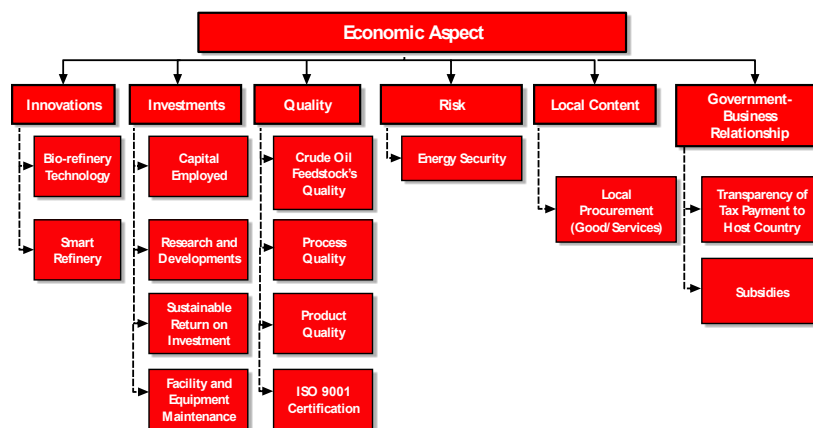 Economic Aspect
Innovations
Investments
Quality
Risk
Local Content
Government-
Business
Relationship
Bio-refinery
Technology
Smart
Refinery
Capital
Employed
Research and
Developments
Sustainable
Return on
Investment
Facility and
Equipment
Maintenance
Crude Oil
Feedstock's
Quality
Process
Quality
Product
Quality
ISO 9001
Certification
Energy Security
Local
Procurement
(Good/Services)
Transparency of
Tax Payment to
Host Country
Subsidies